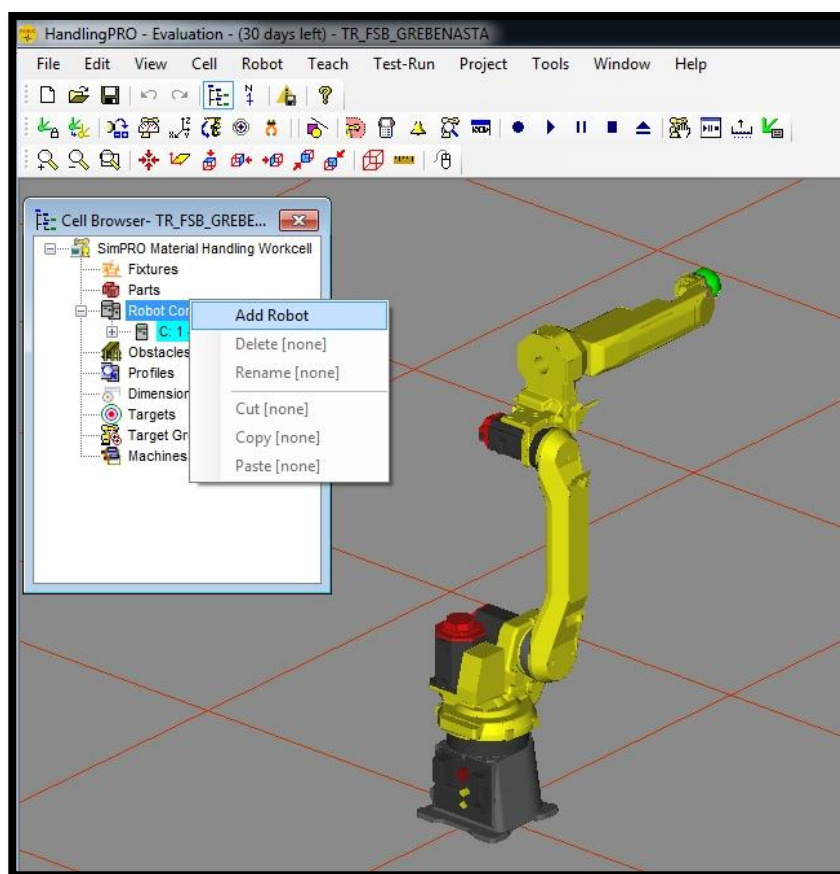 HandlingPRO - Evaluation - (30 days left) - TR_FSB_GREBENASTA
File Edit View Cell Robot Teach Test-Run Project Tools Window Help
Cell Browser- TR_FSB_GREBE...
SimPRO Material Handling Workcell
Fixtures
Parts
Robot Con
C: 1 -
Obstacles
Profiles
Dimension
Targets
Target Gr
Machines
Add Robot
Delete [none]
Rename [none]
Cut [none]
Copy [none]
Paste [none]